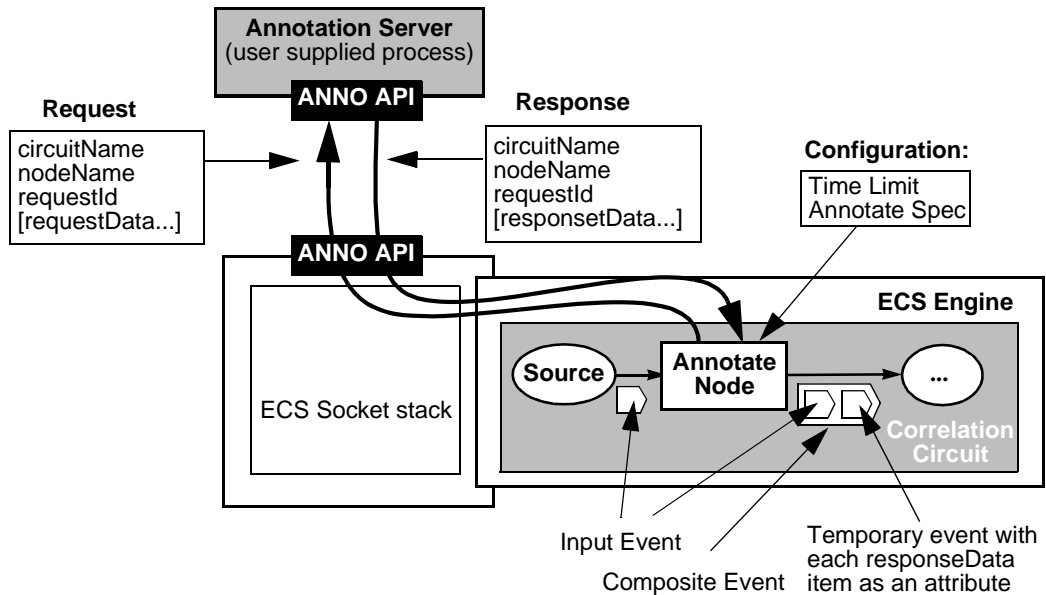 Annotation Server
(user supplied process)
ANNO API
Request
circuitName
nodeName
requestId
[requestData...]
Response
circuitName
nodeName
requestId
[responsetData...]
Configuration:
Time Limit
Annotate Spec
ANNO API
ECS Socket stack
ECS Engine
Source
Annotate
Node
...
Correlation
Circuit
Input Event
Composite Event
Temporary event with
each responseData
item as an attribute